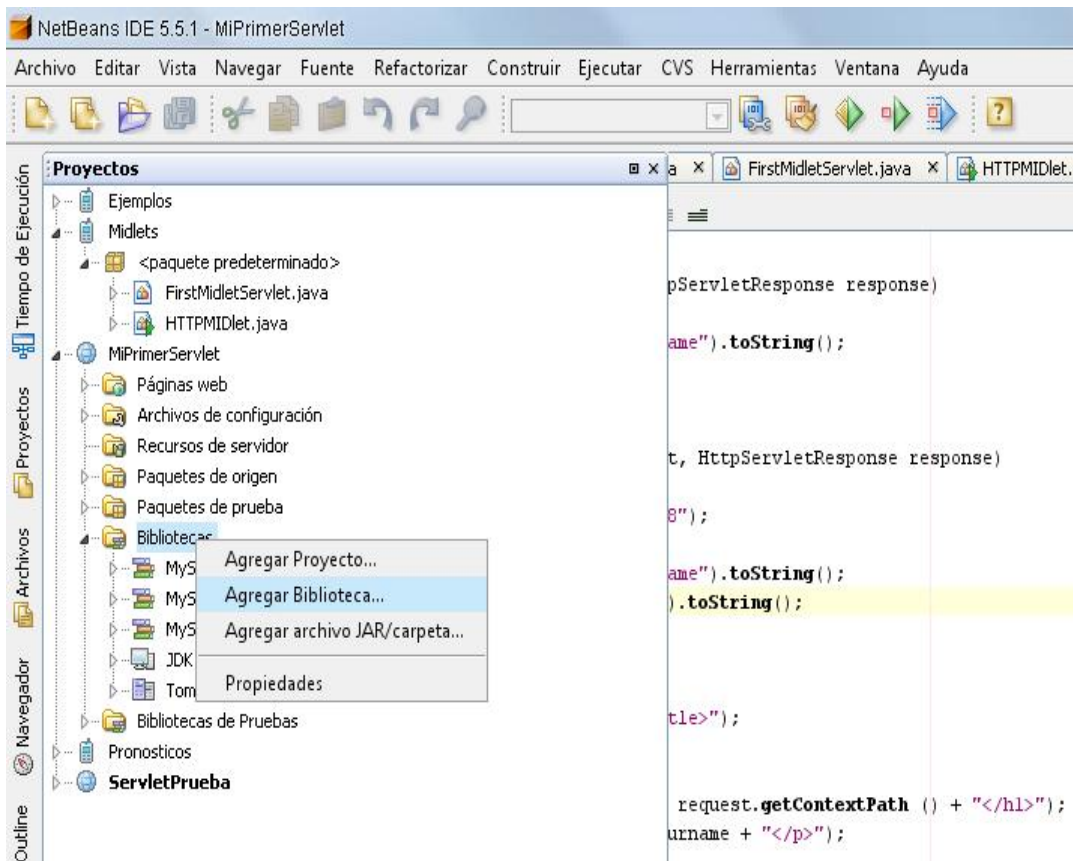 NetBeans IDE 5.5.1 - MiPrimerServlet
Archivo Editar Vista Navegar Fuente Refactorizar Construir Ejecutar CVS Herramientas Ventana Ayuda
Tiempo de Ejecución
Proyectos
Archivos
Navegador
Outline
Proyectos
Ejemplos
Midlets
<paquete predeterminado>
FirstMidletServlet.java
HTTPMIDlet.java
MiPrimerServlet
Páginas web
Archivos de configuración
Recursos de servidor
Paquetes de origen
Paquetes de prueba
Bibliotecas
MyS
MyS
MyS
JDK
Tom
Bibliotecas de Pruebas
Pronosticos
ServletPrueba
Agregar Proyecto...
Agregar Biblioteca...
Agregar archivo JAR/carpeta...
Propiedades
a FirstMidletServlet.java HTTPMIDlet.
pServletResponse response)
ame").toString();
t, HttpServletResponse response)
8");
ame").toString();
).toString();
tle>");
request.getContextPath () + "</h1>");
urname + "</p>");